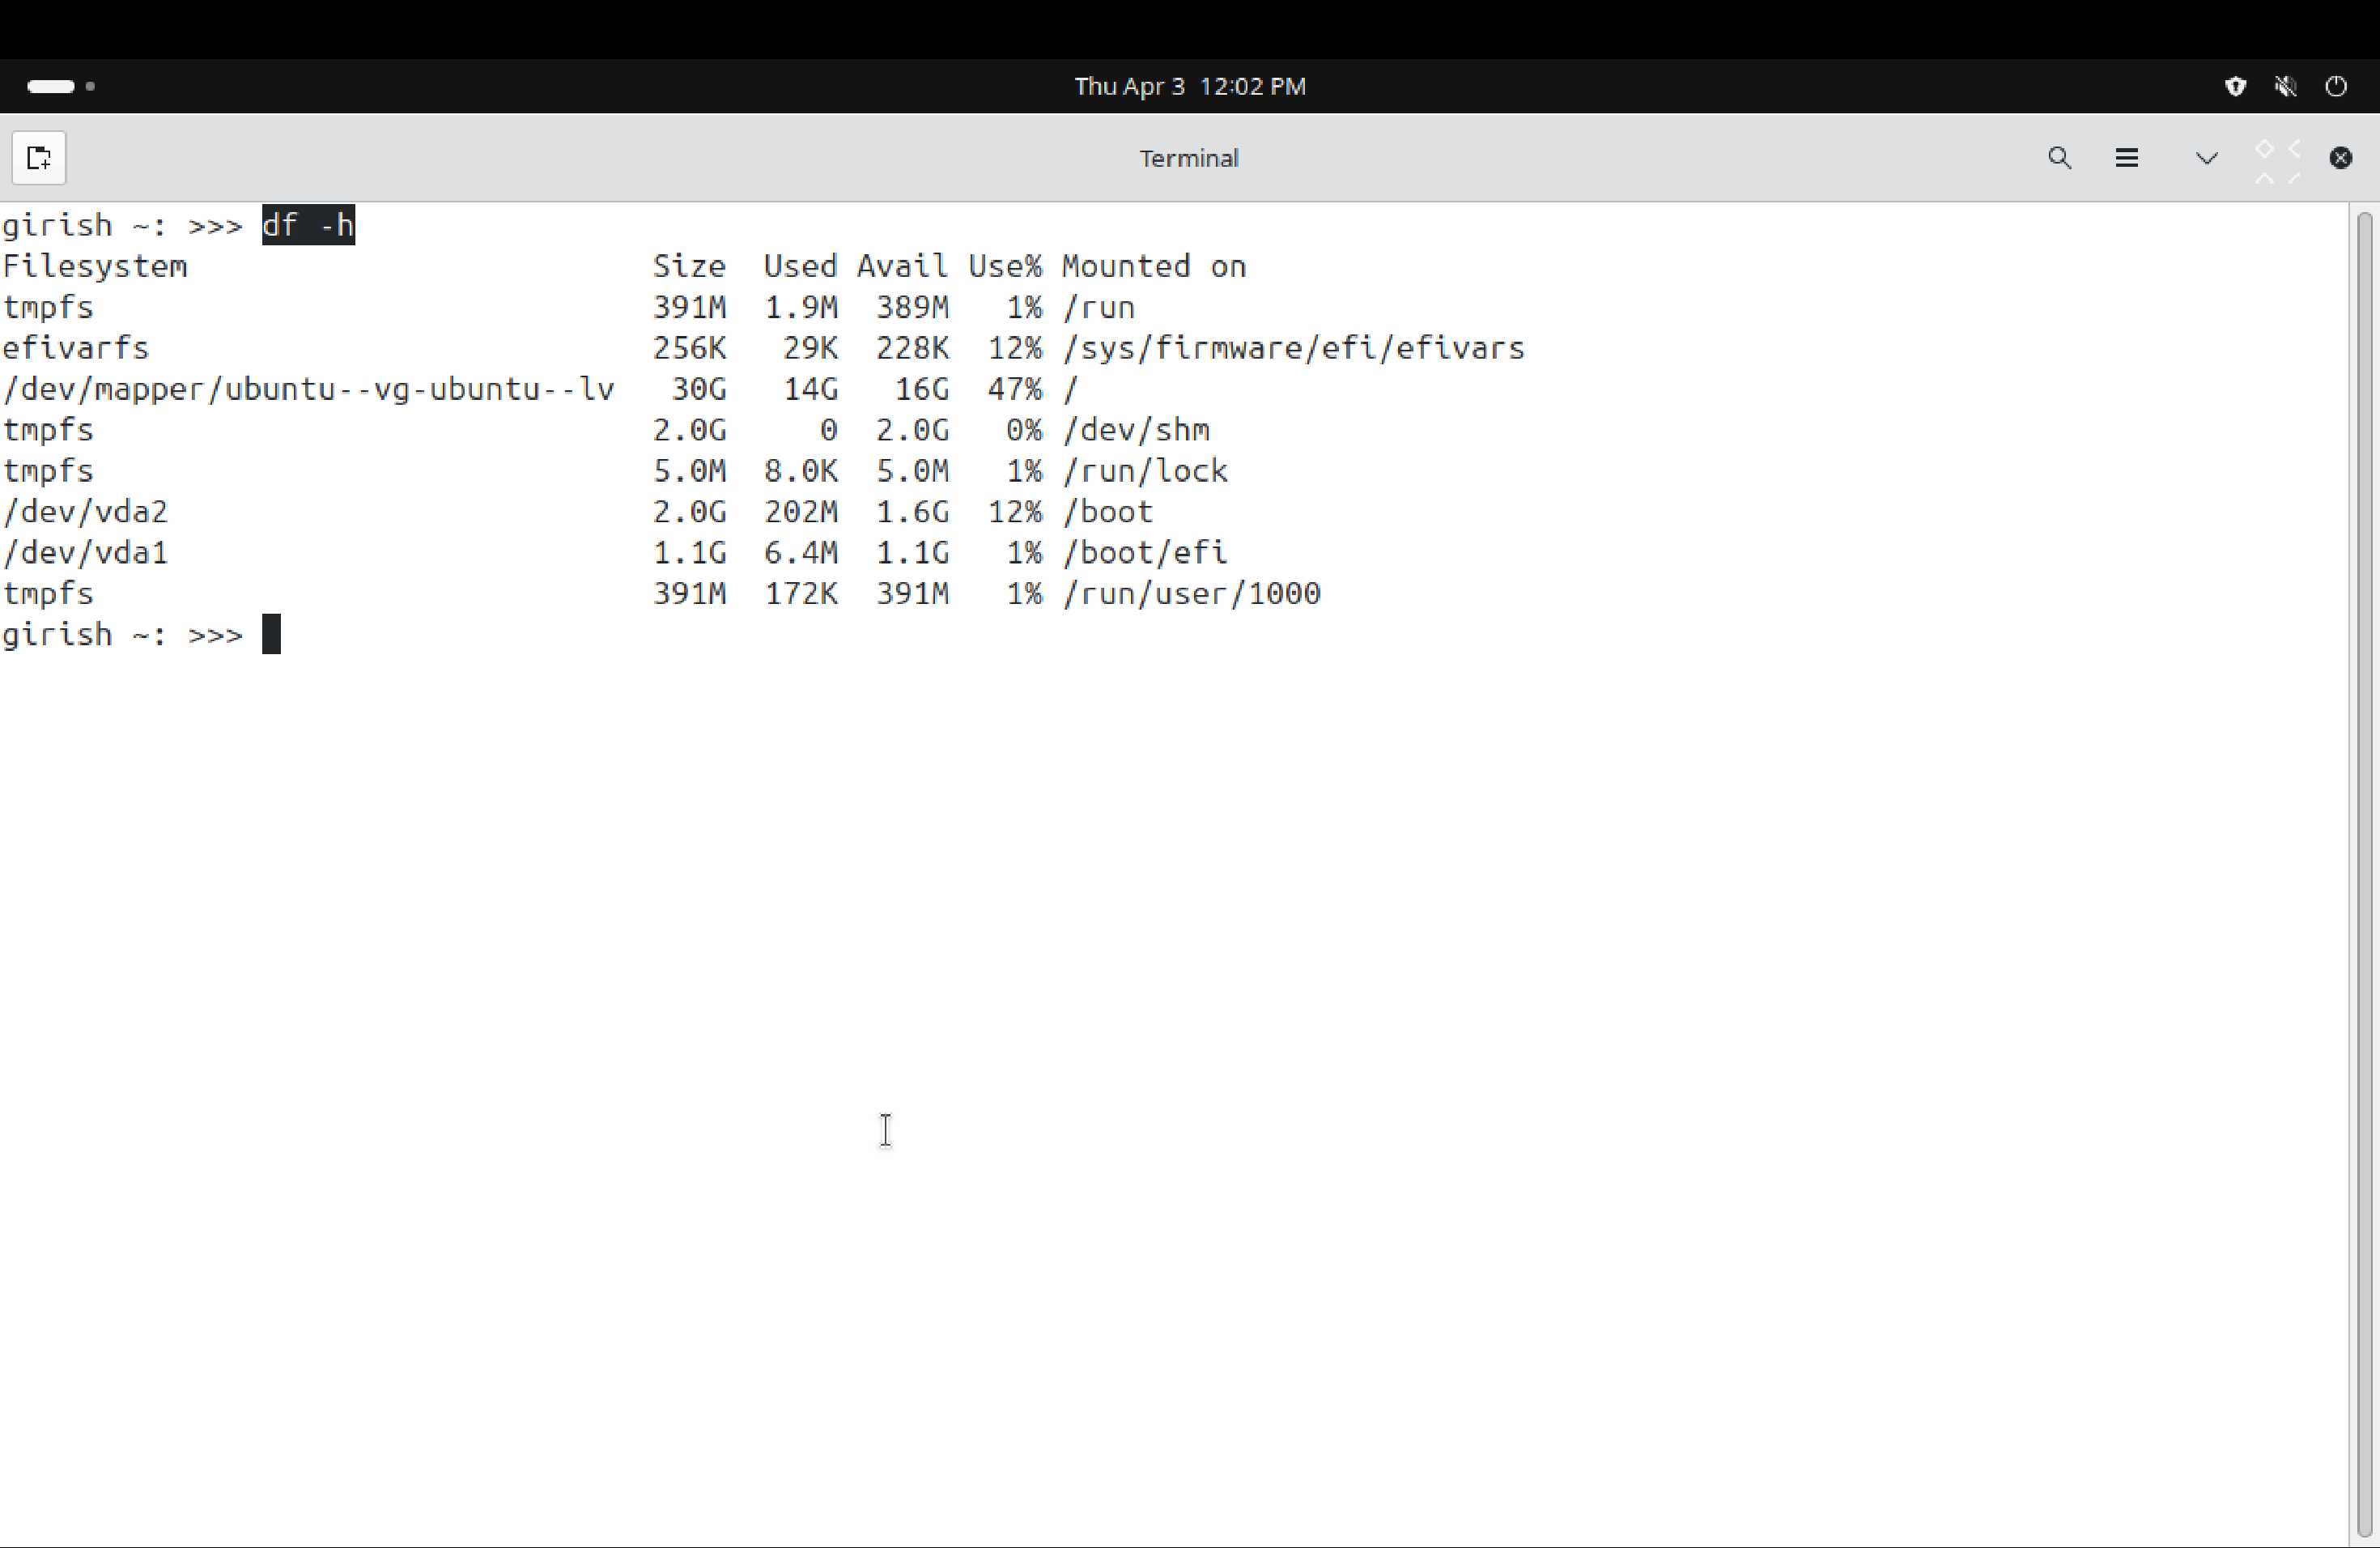 Thu Apr 3  12:02 PM
Terminal
girish ~: >>> df -h
Filesystem                         Size  Used Avail Use% Mounted on
tmpfs                              391M  1.9M  389M   1% /run
efivarfs                           256K   29K  228K  12% /sys/firmware/efi/efivars
/dev/mapper/ubuntu--vg-ubuntu--lv   30G   14G   16G  47% /
tmpfs                              2.0G     0  2.0G   0% /dev/shm
tmpfs                              5.0M  8.0K  5.0M   1% /run/lock
/dev/vda2                          2.0G  202M  1.6G  12% /boot
/dev/vda1                          1.1G  6.4M  1.1G   1% /boot/efi
tmpfs                              391M  172K  391M   1% /run/user/1000
girish ~: >>>